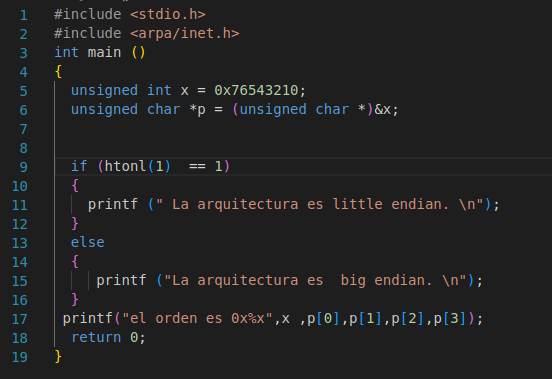 1 #include <stdio.h>
2 #include <arpa/inet.h>
3 int main ()
4 {
5   unsigned int x = 0x76543210;
6   unsigned char *p = (unsigned char *)&x;
7
8
9   if (htonl(1)  == 1)
10   {
11     printf (" La arquitectura es little endian. \n");
12   }
13   else
14   {
15      printf ("La arquitectura es  big endian. \n");
16   }
17  printf("el orden es 0x%x",x ,p[0],p[1],p[2],p[3]);
18   return 0;
19 }